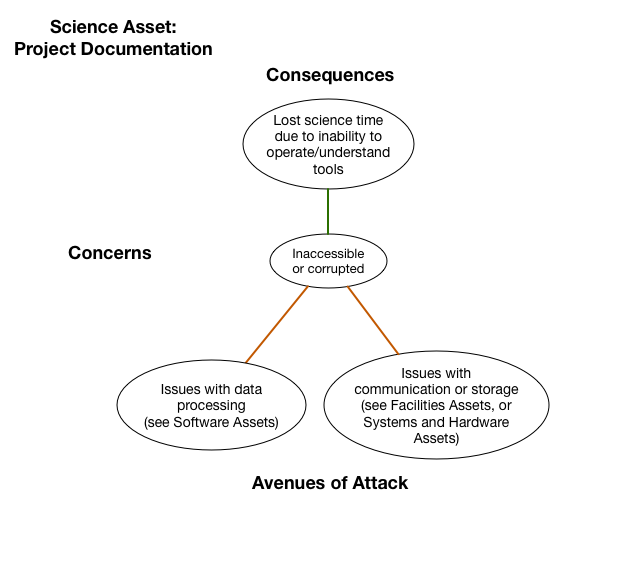 Science Asset:
Project Documentation
Consequences
Lost science time
due to inability to
operate/understand
tools
Concerns
Inaccessible
or corrupted
Issues with data
processing
(see Software Assets)
Issues with
communication or storage
(see Facilities Assets, or
Systems and Hardware
Assets)
Avenues of Attack